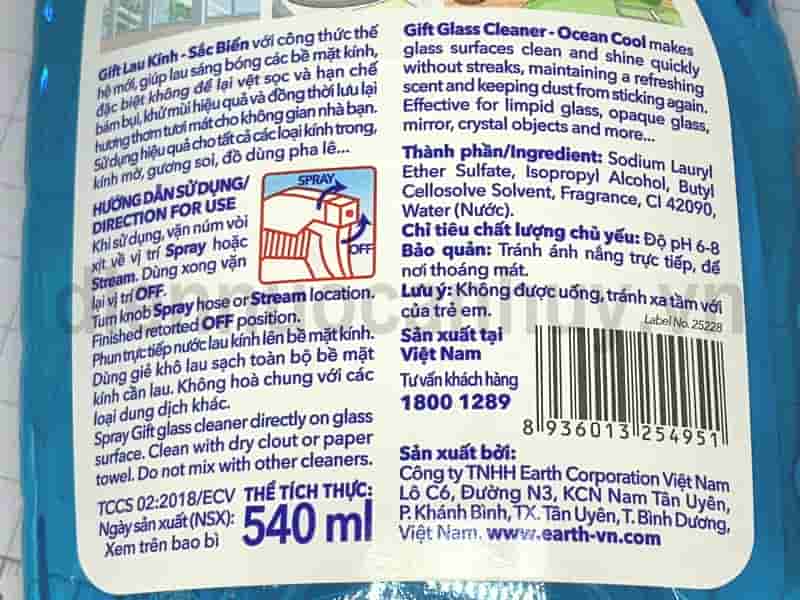 Gift Lau Kính - Sắc Biển với công thức thế
hệ mới, giúp lau sáng bóng các bề mặt kính,
đặc biệt không để lại vệt sọc và hạn chế
bám bụi, khử mùi hiệu quả và đồng thời lưu lại
hương thơm tươi mát cho không gian nhà bạn.
Sử dụng hiệu quả cho tất cả các loại kính trong,
kính mờ, gương soi, đồ dùng pha lê...
HƯỚNG DẪN SỬ DỤNG/
DIRECTION FOR USE
Khi sử dụng, vặn núm vòi
xịt về vị trí Spray hoặc
Stream. Dùng xong vặn
lại vị trí OFF.
SPRAY
OFF
Turn knob Spray hose or Stream location.
Finished retorted OFF position.
Phun trực tiếp nước lau kính lên bề mặt kính.
Dùng giẻ khô lau sạch toàn bộ bề mặt
kính cần lau. Không hoà chung với các
loại dung dịch khác.
Spray Gift glass cleaner directly on glass
surface. Clean with dry clout or paper
towel. Do not mix with other cleaners.
TCCS 02:2018/ECV
Ngày sản xuất (NSX):
Xem trên bao bì
THỂ TÍCH THỰC:
540 ml
Gift Glass Cleaner - Ocean Cool makes
glass surfaces clean and shine quickly
without streaks, maintaining a refreshing
scent and keeping dust from sticking again.
Effective for limpid glass, opaque glass,
mirror, crystal objects and more...
Thành phần/Ingredient: Sodium Lauryl
Ether Sulfate, Isopropyl Alcohol, Butyl
Cellosolve Solvent, Fragrance, CI 42090,
Water (Nước).
Chỉ tiêu chất lượng chủ yếu: Độ pH 6-8
Bảo quản: Tránh ánh nắng trực tiếp, để
nơi thoáng mát.
Lưu ý: Không được uống, tránh xa tầm với
của trẻ em.
Label No. 25228
Sản xuất tại
Việt Nam
Tư vấn khách hàng
1800 1289
8 936013 254951
Sản xuất bởi:
Công ty TNHH Earth Corporation Việt Nam
Lô C6, Đường N3, KCN Nam Tân Uyên,
P. Khánh Bình, TX. Tân Uyên, T. Bình Dương,
Việt Nam. www.earth-vn.com